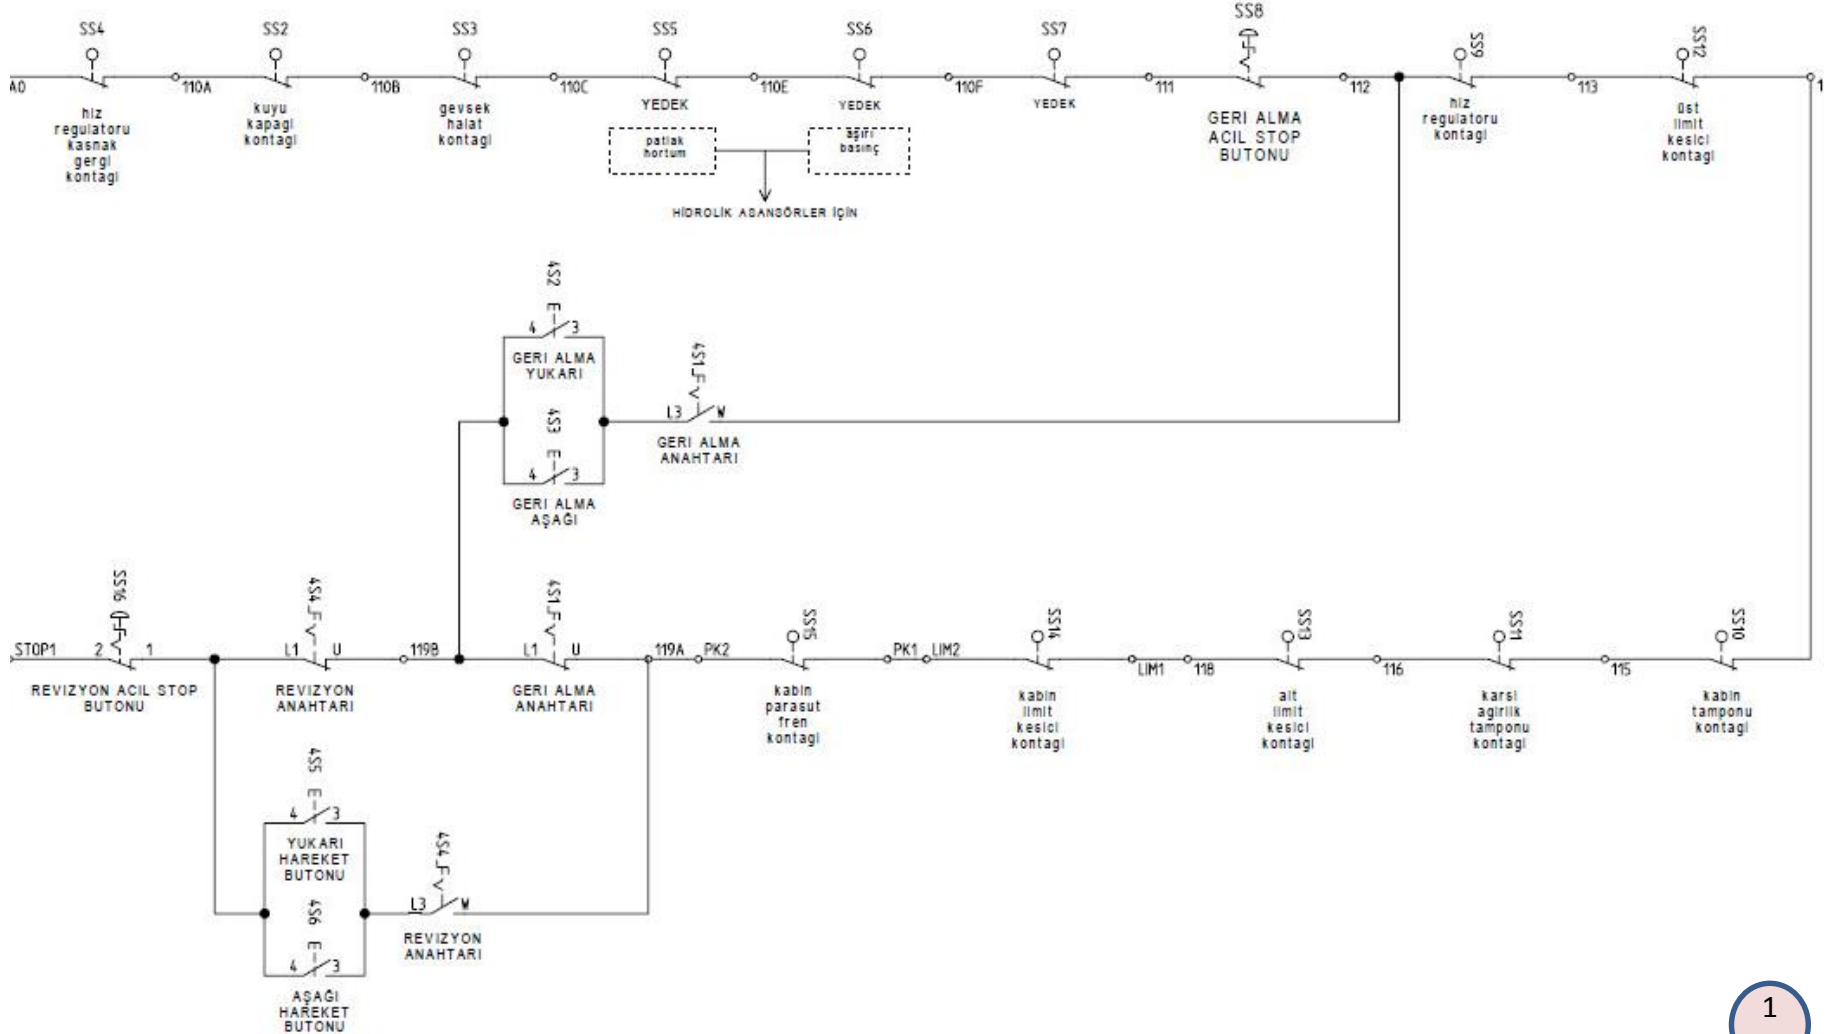 SS4
SS2
SS3
SS5
SS6
SS7
SS8
SS9
SS12
A0
110A
110B
110C
110E
110F
111
112
113
1
hiz
regulatoru
kasnak
gergi
kontagi
kuyu
kapagi
kontagi
gevsek
halat
kontagi
YEDEK
patlak
hortum
YEDEK
aşırı
basınç
YEDEK
HİDROLİK ASANSÖRLER İÇİN
GERI ALMA
ACIL STOP
BUTONU
hiz
regulatoru
kontagi
üst
limit
kesici
kontagi
4S2
E
4 3
GERI ALMA
YUKARI
4S3
E
4 3
GERI ALMA
AŞAĞI
4S1
L3 W
GERI ALMA
ANAHTARI
SS16
4S4
4S1
SS15
SS14
SS13
SS11
SS10
STOP1
2 1
L1 U
119B
L1 U
119A
PK2
PK1
LIM2
LIM1
118
116
115
REVIZYON ACIL STOP
BUTONU
REVIZYON
ANAHTARI
GERI ALMA
ANAHTARI
kabin
parasut
fren
kontagi
kabin
limit
kesici
kontagi
alt
limit
kesici
kontagi
karsi
agirlik
tamponu
kontagi
kabin
tamponu
kontagi
4S5
E
4 3
YUKARI
HAREKET
BUTONU
4S6
E
4 3
AŞAĞI
HAREKET
BUTONU
4S4
L3 W
REVIZYON
ANAHTARI
1